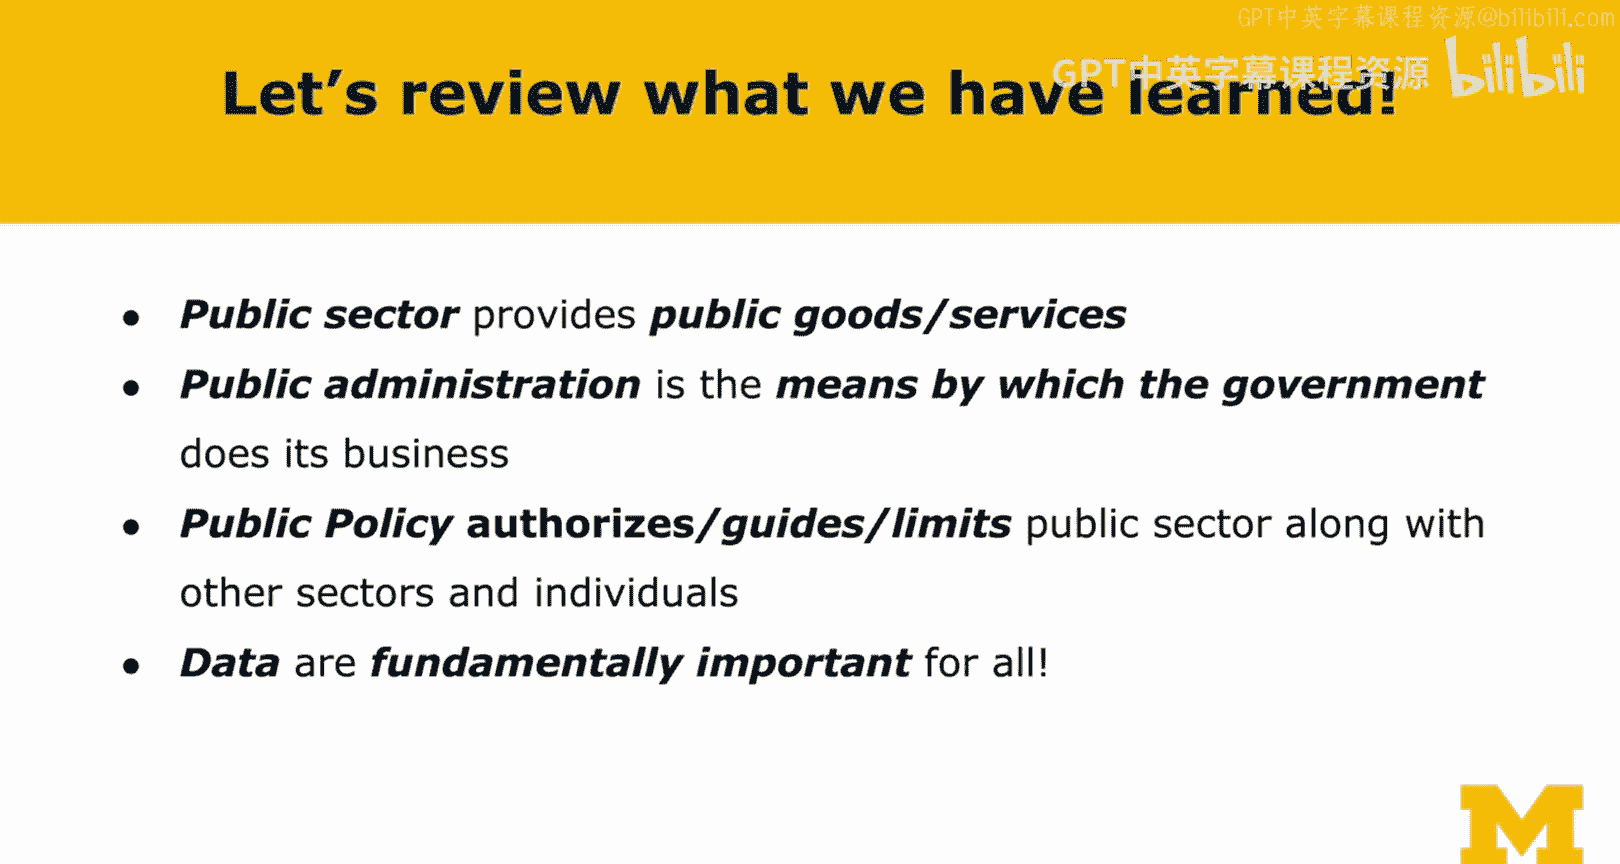 GPT中英字幕课程资源@bilibili.com
GPT中英字幕课程资源 bilibili
Let’s review what we have learned!
● Public sector provides public goods/services
● Public administration is the means by which the government
does its business
● Public Policy authorizes/guides/limits public sector along with
other sectors and individuals
● Data are fundamentally important for all!
M